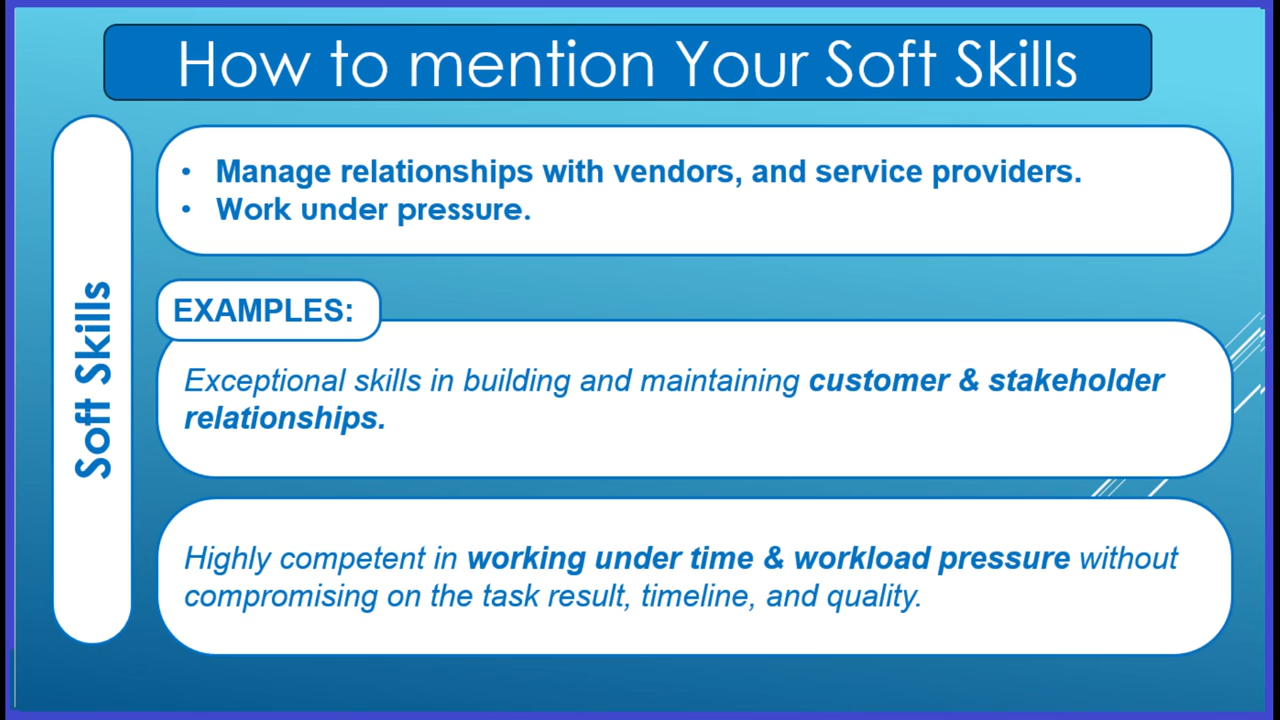 How to mention Your Soft Skills
Soft Skills
• Manage relationships with vendors, and service providers.
• Work under pressure.
EXAMPLES:
Exceptional skills in building and maintaining customer & stakeholder
relationships.
Highly competent in working under time & workload pressure without
compromising on the task result, timeline, and quality.